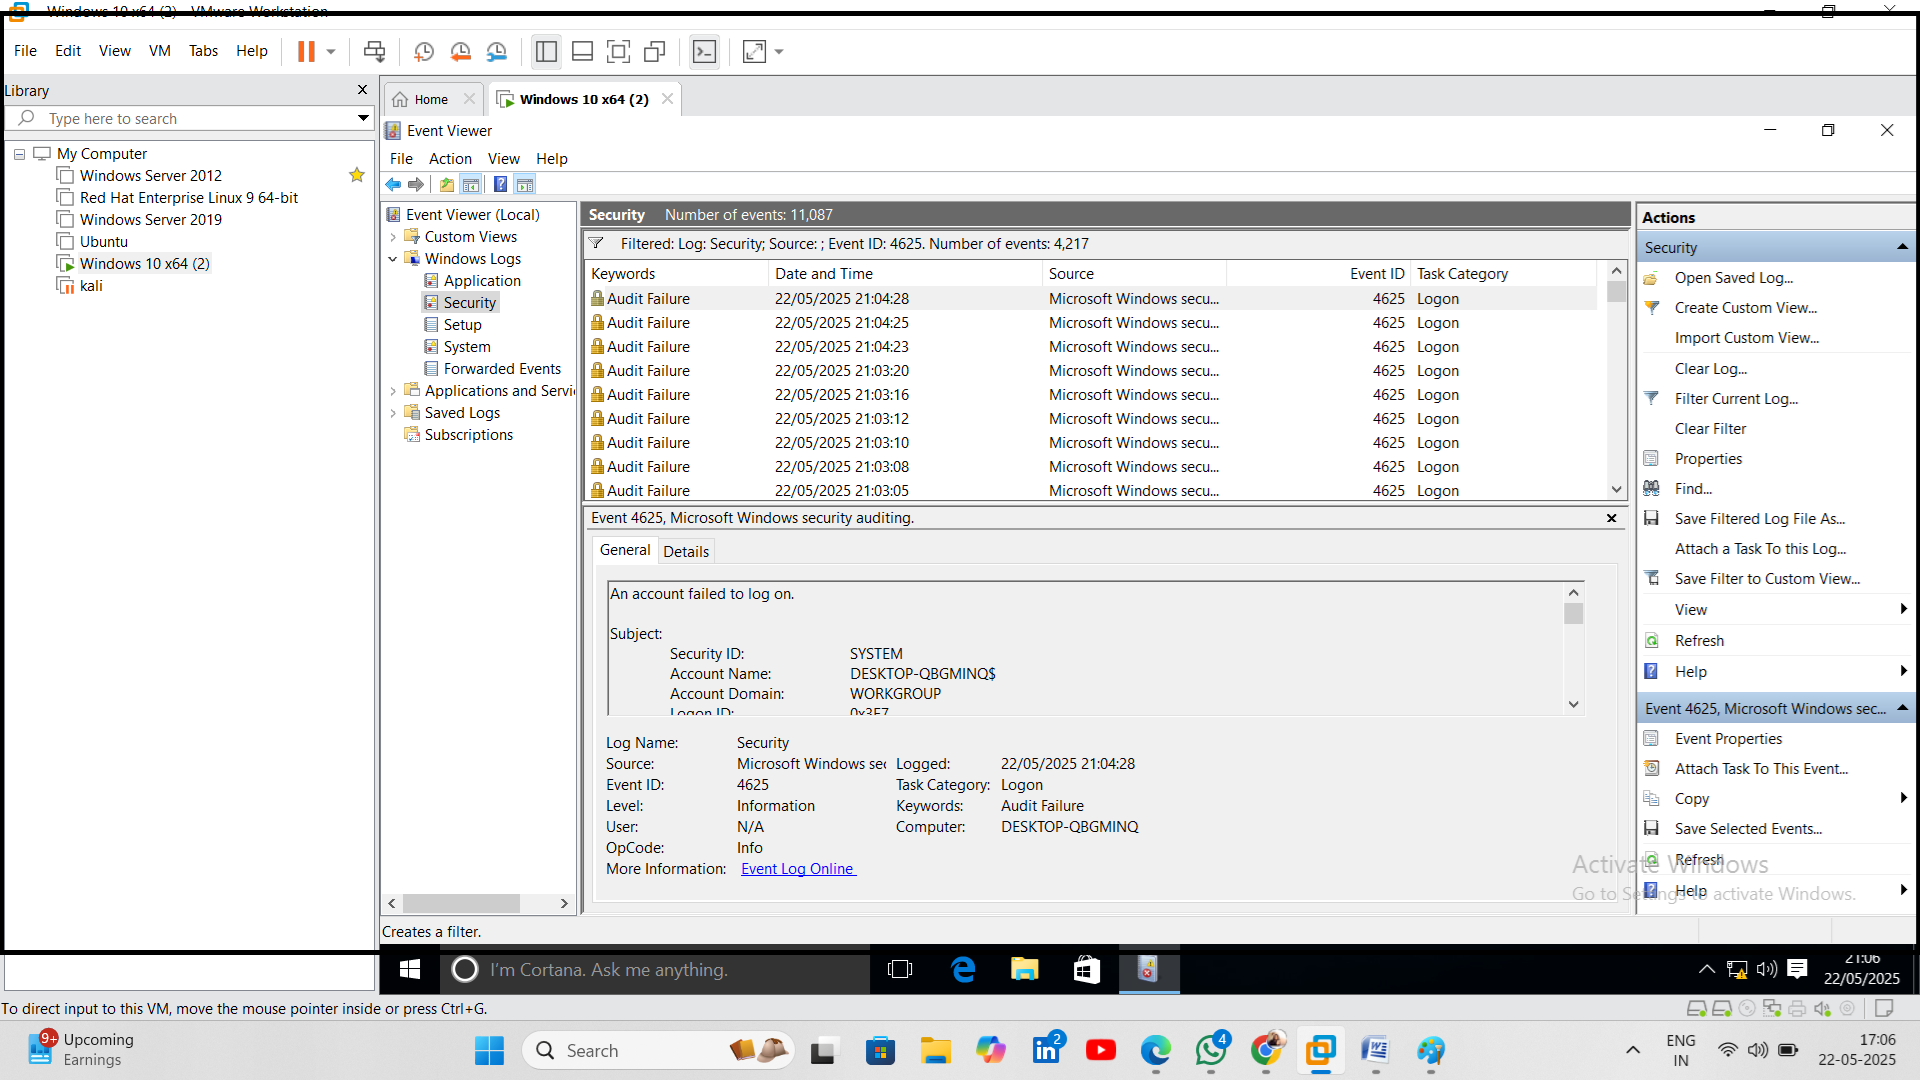 Windows 10 x64 (2) - VMware Workstation
File Edit View VM Tabs Help
Library
Type here to search
My Computer
Windows Server 2012
Red Hat Enterprise Linux 9 64-bit
Windows Server 2019
Ubuntu
Windows 10 x64 (2)
kali
Home
Windows 10 x64 (2)
Event Viewer
File Action View Help
Event Viewer (Local)
Custom Views
Windows Logs
Application
Security
Setup
System
Forwarded Events
Applications and Servi
Saved Logs
Subscriptions
Security Number of events: 11,087
Filtered: Log: Security; Source: ; Event ID: 4625. Number of events: 4,217
Keywords Date and Time Source Event ID Task Category
Audit Failure 22/05/2025 21:04:28 Microsoft Windows secu... 4625 Logon
Audit Failure 22/05/2025 21:04:25 Microsoft Windows secu... 4625 Logon
Audit Failure 22/05/2025 21:04:23 Microsoft Windows secu... 4625 Logon
Audit Failure 22/05/2025 21:03:20 Microsoft Windows secu... 4625 Logon
Audit Failure 22/05/2025 21:03:16 Microsoft Windows secu... 4625 Logon
Audit Failure 22/05/2025 21:03:12 Microsoft Windows secu... 4625 Logon
Audit Failure 22/05/2025 21:03:10 Microsoft Windows secu... 4625 Logon
Audit Failure 22/05/2025 21:03:08 Microsoft Windows secu... 4625 Logon
Audit Failure 22/05/2025 21:03:05 Microsoft Windows secu... 4625 Logon
Event 4625, Microsoft Windows security auditing.
General Details
An account failed to log on.
Subject:
Security ID: SYSTEM
Account Name: DESKTOP-QBGMINQ$
Account Domain: WORKGROUP
Logon ID: 0x3E7
Log Name: Security
Source: Microsoft Windows sec Logged: 22/05/2025 21:04:28
Event ID: 4625 Task Category: Logon
Level: Information Keywords: Audit Failure
User: N/A Computer: DESKTOP-QBGMINQ
OpCode: Info
More Information: Event Log Online
Actions
Security
Open Saved Log...
Create Custom View...
Import Custom View...
Clear Log...
Filter Current Log...
Clear Filter
Properties
Find...
Save Filtered Log File As...
Attach a Task To this Log...
Save Filter to Custom View...
View
Refresh
Help
Event 4625, Microsoft Windows sec...
Event Properties
Attach Task To This Event...
Copy
Save Selected Events...
Refresh
Help
Activate Windows
Go to Settings to activate Windows.
Creates a filter.
I'm Cortana. Ask me anything.
21:06
22/05/2025
To direct input to this VM, move the mouse pointer inside or press Ctrl+G.
9+
Upcoming
Earnings
Search
2
4
ENG
IN
17:06
22-05-2025